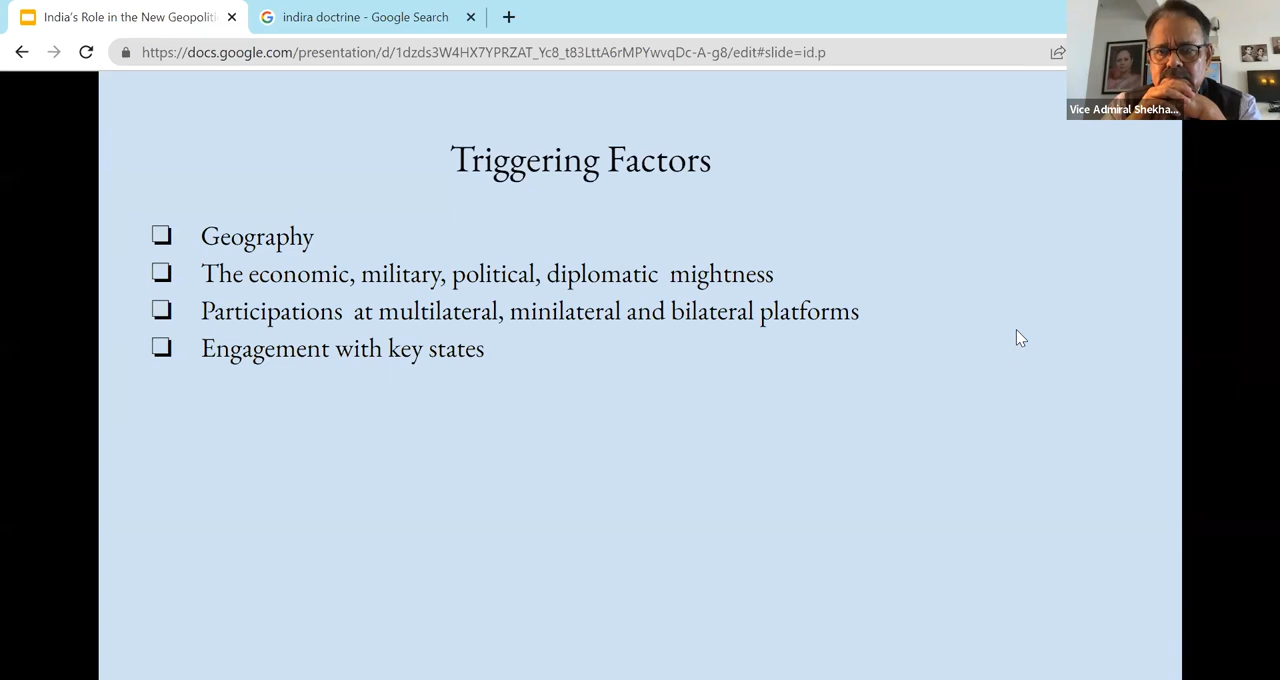 India's Role in the New Geopoliti
indira doctrine - Google Search
https://docs.google.com/presentation/d/1dzds3W4HX7YPRZAT_Yc8_t83LttA6rMPYwvqDc-A-g8/edit#slide=id.p
Vice Admiral Shekha...
Triggering Factors
Geography
The economic, military, political, diplomatic mightness
Participations at multilateral, minilateral and bilateral platforms
Engagement with key states